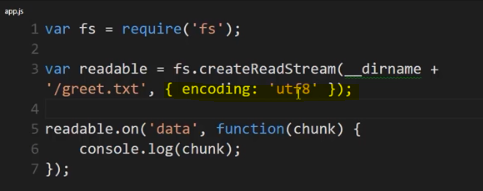 app.js
1 var fs = require('fs');
2
3 var readable = fs.createReadStream(__dirname +
'/greet.txt', { encoding: 'utf8' });
4
5 readable.on('data', function(chunk) {
6     console.log(chunk);
7 });